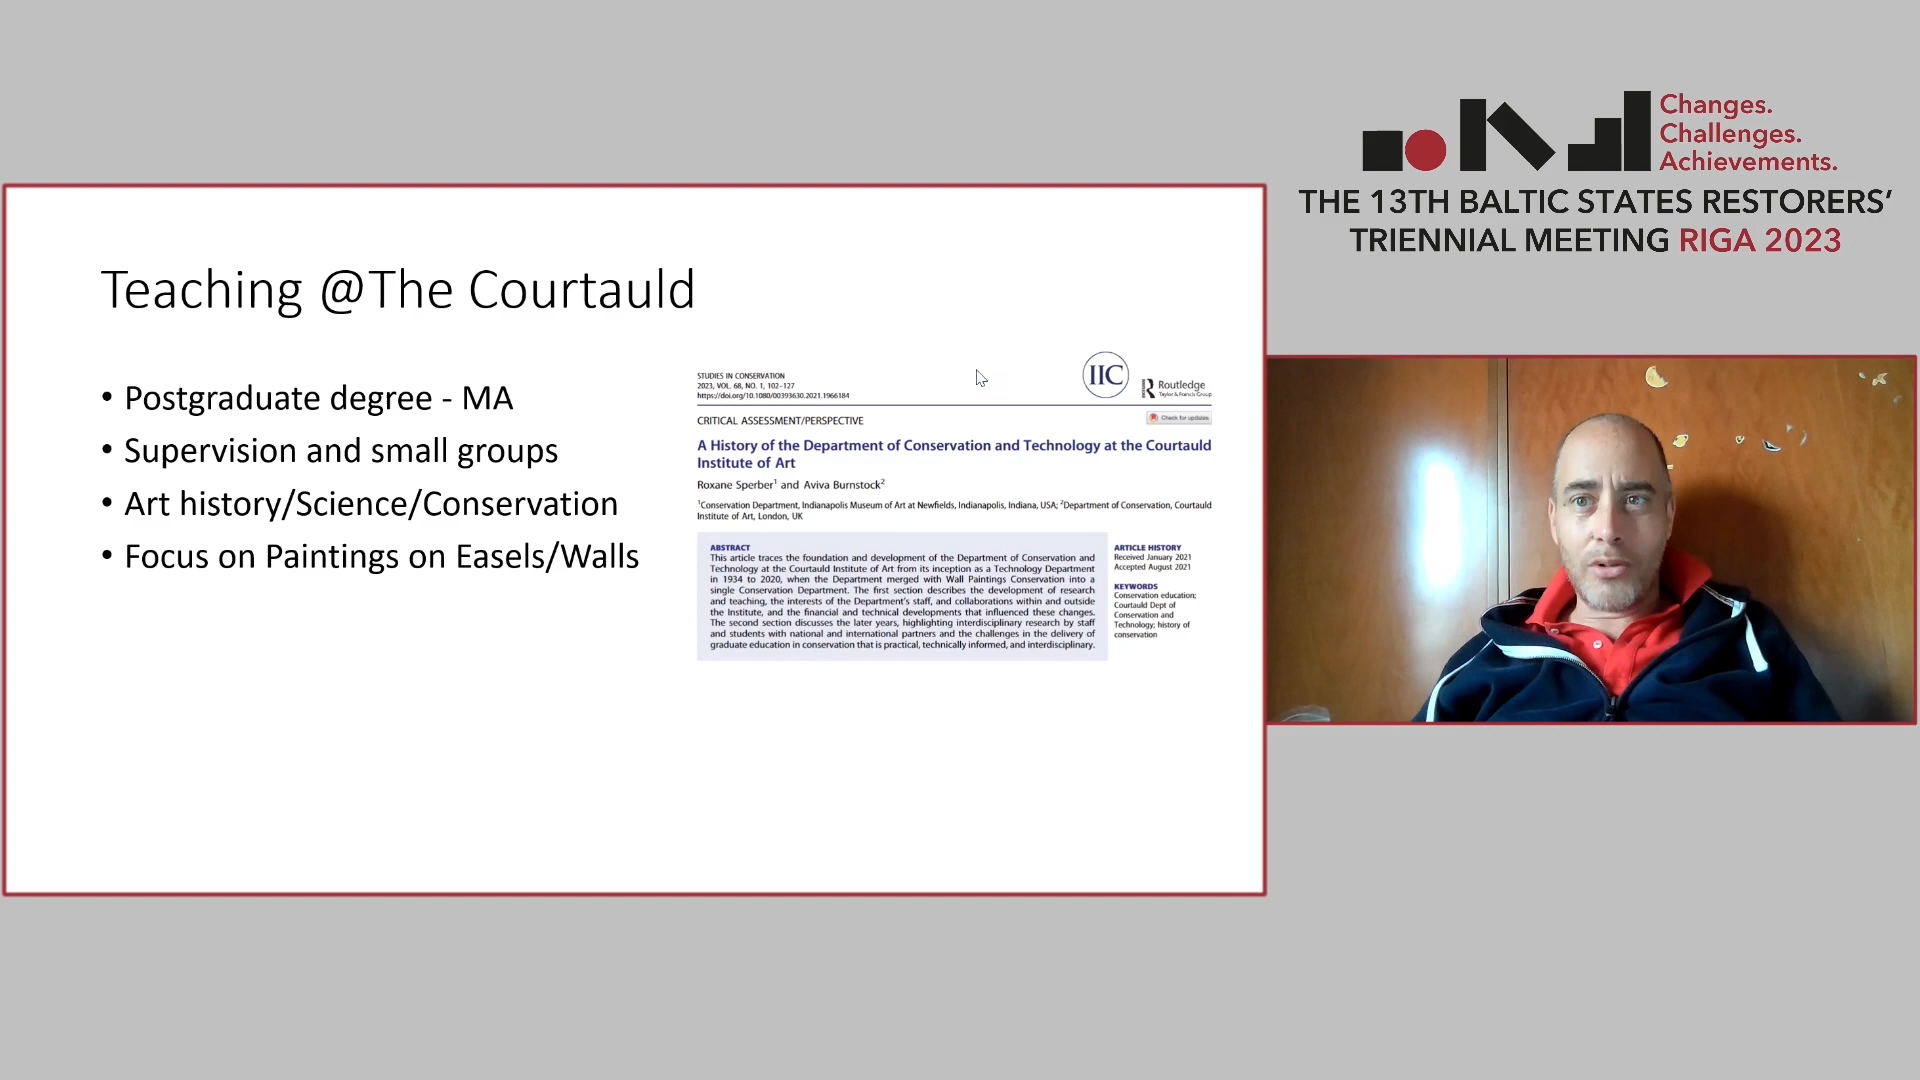 Changes.
Challenges.
Achievements.
THE 13TH BALTIC STATES RESTORERS’
TRIENNIAL MEETING RIGA 2023
Teaching @The Courtauld
• Postgraduate degree - MA
• Supervision and small groups
• Art history/Science/Conservation
• Focus on Paintings on Easels/Walls
STUDIES IN CONSERVATION
2023, VOL. 68, NO. 1, 102–127
https://doi.org/10.1080/00393630.2021.1966184
IIC
Routledge
Taylor & Francis Group
CRITICAL ASSESSMENT/PERSPECTIVE
Check for updates
A History of the Department of Conservation and Technology at the Courtauld
Institute of Art
Roxane Sperber1 and Aviva Burnstock2
1Conservation Department, Indianapolis Museum of Art at Newfields, Indianapolis, Indiana, USA; 2Department of Conservation, Courtauld
Institute of Art, London, UK
ABSTRACT
This article traces the foundation and development of the Department of Conservation and
Technology at the Courtauld Institute of Art from its inception as a Technology Department
in 1934 to 2020, when the Department merged with Wall Paintings Conservation into a
single Conservation Department. The first section describes the development of research
and teaching, the interests of the Department’s staff, and collaborations within and outside
the Institute, and the financial and technical developments that influenced these changes.
The second section discusses the later years, highlighting interdisciplinary research by staff
and students with national and international partners and the challenges in the delivery of
graduate education in conservation that is practical, technically informed, and interdisciplinary.
ARTICLE HISTORY
Received January 2021
Accepted August 2021
KEYWORDS
Conservation education;
Courtauld Dept of
Conservation and
Technology; history of
conservation